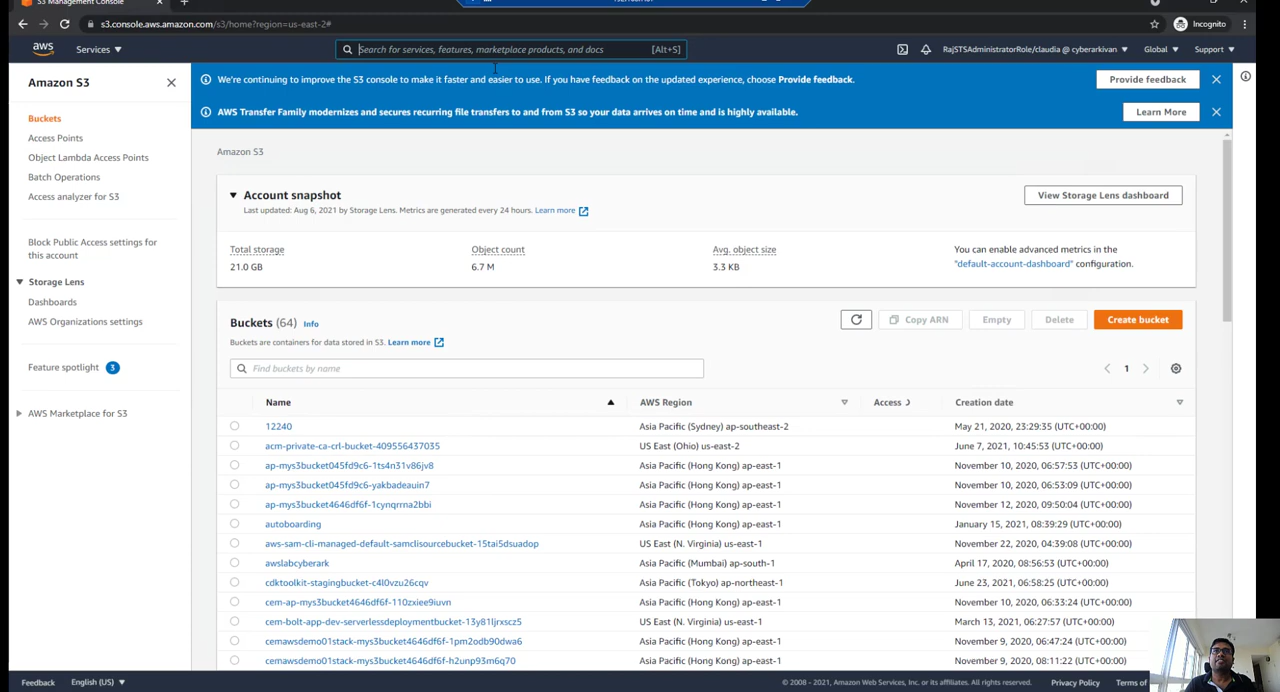 S3 Management Console
s3.console.aws.amazon.com/s3/home?region=us-east-2#
Incognito
aws
Services
Search for services, features, marketplace products, and docs
[Alt+S]
RajSTSAdministratorRole/claudia @ cyberarkivan
Global
Support
Amazon S3
We're continuing to improve the S3 console to make it faster and easier to use. If you have feedback on the updated experience, choose Provide feedback.
Provide feedback
AWS Transfer Family modernizes and secures recurring file transfers to and from S3 so your data arrives on time and is highly available.
Learn More
Buckets
Access Points
Object Lambda Access Points
Batch Operations
Access analyzer for S3
Block Public Access settings for
this account
Storage Lens
Dashboards
AWS Organizations settings
Feature spotlight 3
AWS Marketplace for S3
Amazon S3
Account snapshot
Last updated: Aug 6, 2021 by Storage Lens. Metrics are generated every 24 hours. Learn more
View Storage Lens dashboard
Total storage
21.0 GB
Object count
6.7 M
Avg. object size
3.3 KB
You can enable advanced metrics in the
"default-account-dashboard" configuration.
Buckets (64) Info
Buckets are containers for data stored in S3. Learn more
Copy ARN
Empty
Delete
Create bucket
Find buckets by name
1
Name AWS Region Access Creation date
12240 Asia Pacific (Sydney) ap-southeast-2 May 21, 2020, 23:29:35 (UTC+00:00)
acm-private-ca-crl-bucket-409556437035 US East (Ohio) us-east-2 June 7, 2021, 10:45:53 (UTC+00:00)
ap-mys3bucket045fd9c6-1ts4n31v86jv8 Asia Pacific (Hong Kong) ap-east-1 November 10, 2020, 06:57:53 (UTC+00:00)
ap-mys3bucket045fd9c6-yakbadeauin7 Asia Pacific (Hong Kong) ap-east-1 November 10, 2020, 06:53:09 (UTC+00:00)
ap-mys3bucket4646df6f-1cynqrrna2bbi Asia Pacific (Hong Kong) ap-east-1 November 12, 2020, 09:50:04 (UTC+00:00)
autoboarding Asia Pacific (Hong Kong) ap-east-1 January 15, 2021, 08:39:29 (UTC+00:00)
aws-sam-cli-managed-default-samclisourcebucket-15tai5dsuadop US East (N. Virginia) us-east-1 November 22, 2020, 04:39:08 (UTC+00:00)
awslabcyberark Asia Pacific (Mumbai) ap-south-1 April 17, 2020, 08:56:53 (UTC+00:00)
cdktoolkit-stagingbucket-c4l0vzu26cqv Asia Pacific (Tokyo) ap-northeast-1 June 23, 2021, 06:58:25 (UTC+00:00)
cem-ap-mys3bucket4646df6f-110zxiee9iuvn Asia Pacific (Hong Kong) ap-east-1 November 10, 2020, 06:33:24 (UTC+00:00)
cem-bolt-app-dev-serverlessdeploymentbucket-13y81ljrxscz5 US East (N. Virginia) us-east-1 March 13, 2021, 06:27:57 (UTC+00:00)
cemawsdemo01stack-mys3bucket4646df6f-1pm2odb90dwa6 Asia Pacific (Hong Kong) ap-east-1 November 9, 2020, 06:47:24 (UTC+00:00)
cemawsdemo01stack-mys3bucket4646df6f-h2unp93m6q70 Asia Pacific (Hong Kong) ap-east-1 November 9, 2020, 08:11:22 (UTC+00:00)
Feedback
English (US)
© 2008 - 2021, Amazon Web Services, Inc. or its affiliates. All rights reserved.
Privacy Policy
Terms of